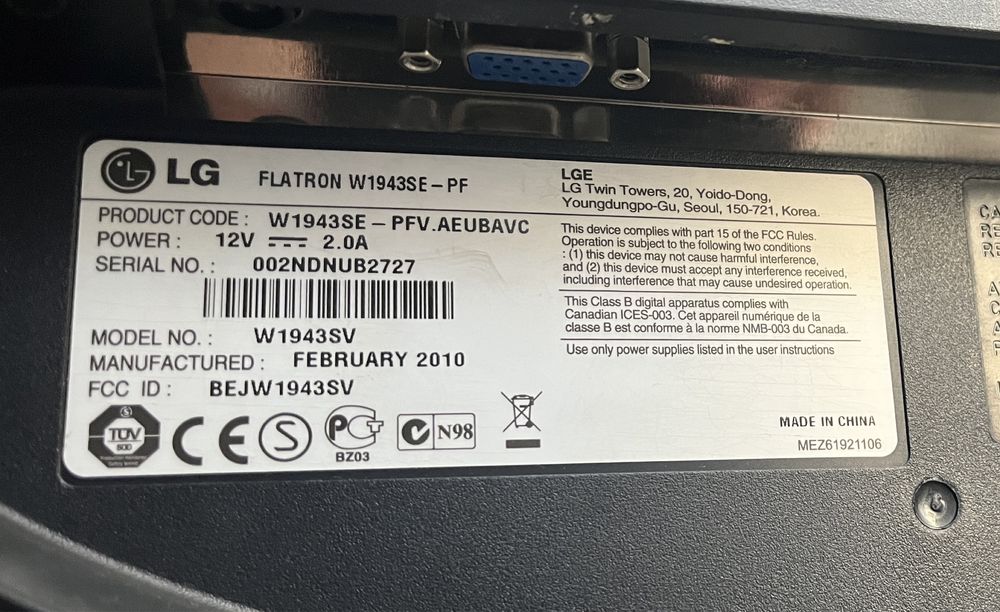 LG FLATRON W1943SE-PF
PRODUCT CODE : W1943SE - PFV.AEUBAVC
POWER : 12V 2.0A
SERIAL NO. : 002NDNUB2727
MODEL NO. : W1943SV
MANUFACTURED : FEBRUARY 2010
FCC ID : BEJW1943SV
TUV
SUD
S
PCT
BZ03
N98
LGE
LG Twin Towers, 20, Yoido-Dong,
Youngdungpo-Gu, Seoul, 150-721, Korea.
This device complies with part 15 of the FCC Rules.
Operation is subject to the following two conditions
: (1) this device may not cause harmful interference,
and (2) this device must accept any interference received,
including interference that may cause undesired operation.
This Class B digital apparatus complies with
Canadian ICES-003. Cet appareil numérique de la
classe B est conforme à la norme NMB-003 du Canada.
Use only power supplies listed in the user instructions
MADE IN CHINA
MEZ61921106